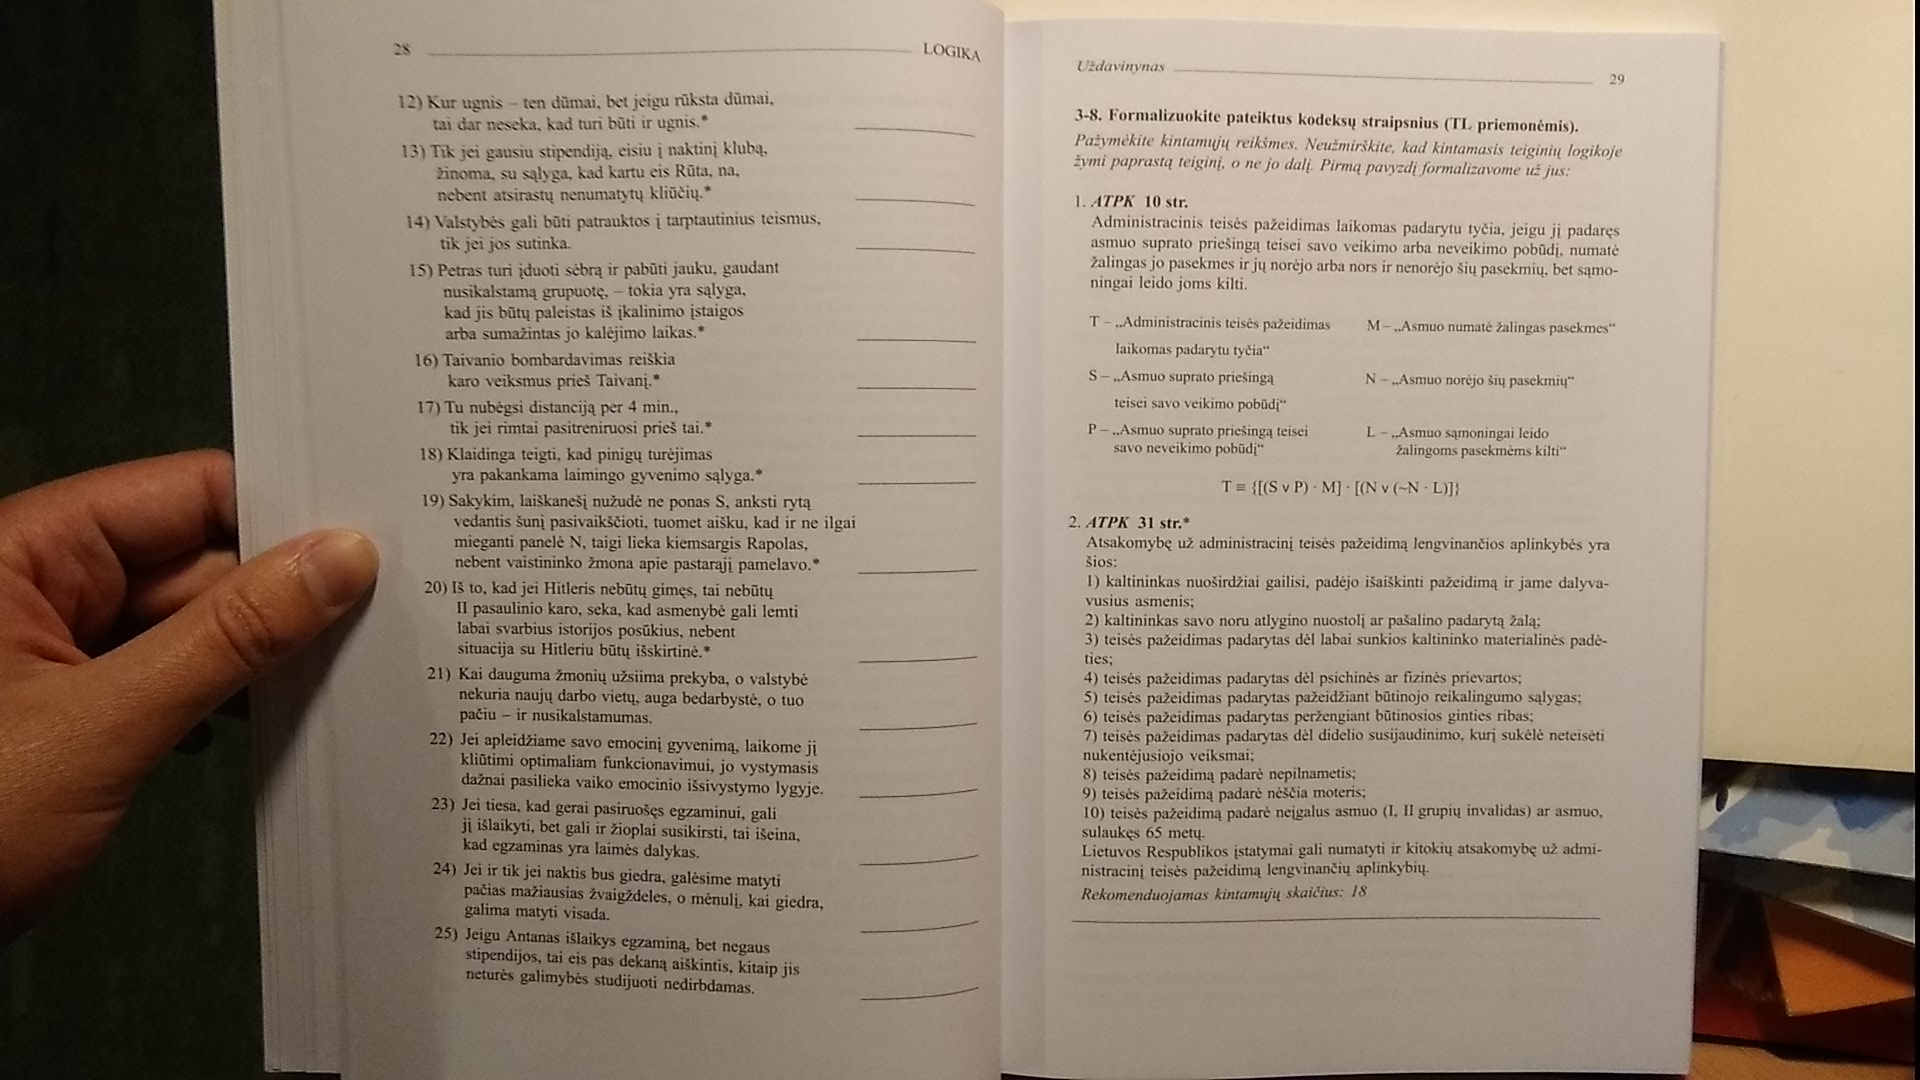 28 LOGIKA
12) Kur ugnis – ten dūmai, bet jeigu rūksta dūmai,
tai dar neseka, kad turi būti ir ugnis.*
13) Tik jei gausiu stipendiją, eisiu į naktinį klubą,
žinoma, su sąlyga, kad kartu eis Rūta, na,
nebent atsirastų nenumatytų kliūčių.*
14) Valstybės gali būti patrauktos į tarptautinius teismus,
tik jei jos sutinka.
15) Petras turi įduoti sėbrą ir pabūti jauku, gaudant
nusikalstamą grupuotę, – tokia yra sąlyga,
kad jis būtų paleistas iš įkalinimo įstaigos
arba sumažintas jo kalėjimo laikas.*
16) Taivanio bombardavimas reiškia
karo veiksmus prieš Taivanį.*
17) Tu nubėgsi distanciją per 4 min.,
tik jei rimtai pasitreniruosi prieš tai.*
18) Klaidinga teigti, kad pinigų turėjimas
yra pakankama laimingo gyvenimo sąlyga.*
19) Sakykim, laiškanešį nužudė ne ponas S, anksti rytą
vedantis šunį pasivaikščioti, tuomet aišku, kad ir ne ilgai
mieganti panelė N, taigi lieka kiemsargis Rapolas,
nebent vaistininko žmona apie pastarąjį pamelavo.*
20) Iš to, kad jei Hitleris nebūtų gimęs, tai nebūtų
II pasaulinio karo, seka, kad asmenybė gali lemti
labai svarbius istorijos posūkius, nebent
situacija su Hitleriu būtų išskirtinė.*
21) Kai dauguma žmonių užsiima prekyba, o valstybė
nekuria naujų darbo vietų, auga bedarbystė, o tuo
pačiu – ir nusikalstamumas.
22) Jei apleidžiame savo emocinį gyvenimą, laikome jį
kliūtimi optimaliam funkcionavimui, jo vystymasis
dažnai pasilieka vaiko emocinio išsivystymo lygyje.
23) Jei tiesa, kad gerai pasiruošęs egzaminui, gali
jį išlaikyti, bet gali ir žioplai susikirsti, tai išeina,
kad egzaminas yra laimės dalykas.
24) Jei ir tik jei naktis bus giedra, galėsime matyti
pačias mažiausias žvaigždeles, o mėnulį, kai giedra,
galima matyti visada.
25) Jeigu Antanas išlaikys egzaminą, bet negaus
stipendijos, tai eis pas dekaną aiškintis, kitaip jis
neturės galimybės studijuoti nedirbdamas.
Uždavinynas 29
3-8. Formalizuokite pateiktus kodeksų straipsnius (TL priemonėmis).
Pažymėkite kintamųjų reikšmes. Neužmirškite, kad kintamasis teiginių logikoje
žymi paprastą teiginį, o ne jo dalį. Pirmą pavyzdį formalizavome už jus:
1. ATPK 10 str.
Administracinis teisės pažeidimas laikomas padarytu tyčia, jeigu jį padaręs
asmuo suprato priešingą teisei savo veikimo arba neveikimo pobūdį, numatė
žalingas jo pasekmes ir jų norėjo arba nors ir nenorėjo šių pasekmių, bet sąmo-
ningai leido joms kilti.
T – „Administracinis teisės pažeidimas M – „Asmuo numatė žalingas pasekmes“
laikomas padarytu tyčia“
S – „Asmuo suprato priešingą N – „Asmuo norėjo šių pasekmių“
teisei savo veikimo pobūdį“
P – „Asmuo suprato priešingą teisei L – „Asmuo sąmoningai leido
savo neveikimo pobūdį“ žalingoms pasekmėms kilti“
T ≡ {[(S v P) · M] · [(N v (~N · L)]}
2. ATPK 31 str.*
Atsakomybę už administracinį teisės pažeidimą lengvinančios aplinkybės yra
šios:
1) kaltininkas nuoširdžiai gailisi, padėjo išaiškinti pažeidimą ir jame dalyva-
vusius asmenis;
2) kaltininkas savo noru atlygino nuostolį ar pašalino padarytą žalą;
3) teisės pažeidimas padarytas dėl labai sunkios kaltininko materialinės padė-
ties;
4) teisės pažeidimas padarytas dėl psichinės ar fizinės prievartos;
5) teisės pažeidimas padarytas pažeidžiant būtinojo reikalingumo sąlygas;
6) teisės pažeidimas padarytas peržengiant būtinosios ginties ribas;
7) teisės pažeidimas padarytas dėl didelio susijaudinimo, kurį sukėlė neteisėti
nukentėjusiojo veiksmai;
8) teisės pažeidimą padarė nepilnametis;
9) teisės pažeidimą padarė nėščia moteris;
10) teisės pažeidimą padarė neįgalus asmuo (I, II grupių invalidas) ar asmuo,
sulaukęs 65 metų.
Lietuvos Respublikos įstatymai gali numatyti ir kitokių atsakomybę už admi-
nistracinį teisės pažeidimą lengvinančių aplinkybių.
Rekomenduojamas kintamųjų skaičius: 18